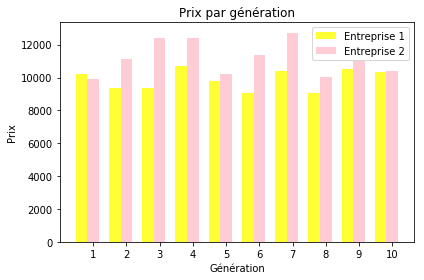 Prix par génération
Entreprise 1
Entreprise 2
Prix
12000
10000
8000
6000
4000
2000
0
1 2 3 4 5 6 7 8 9 10
Génération